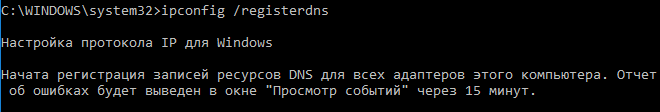 C:\WINDOWS\system32>ipconfig /registerdns
Настройка протокола IP для Windows
Начата регистрация записей ресурсов DNS для всех адаптеров этого компьютера. Отчет
об ошибках будет выведен в окне "Просмотр событий" через 15 минут.